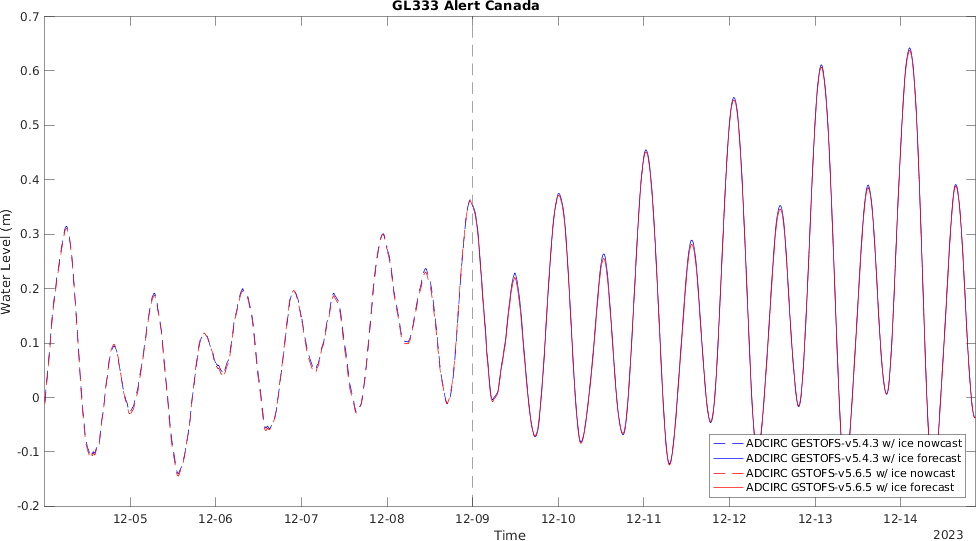 GL333 Alert Canada
0.7
0.6
0.5
0.4
0.3
0.2
0.1
0
-0.1
-0.2
Water Level (m)
ADCIRC GESTOFS-v5.4.3 w/ ice nowcast
ADCIRC GESTOFS-v5.4.3 w/ ice forecast
ADCIRC GSTOFS-v5.6.5 w/ ice nowcast
ADCIRC GSTOFS-v5.6.5 w/ ice forecast
12-05 12-06 12-07 12-08 12-09 12-10 12-11 12-12 12-13 12-14
Time
2023